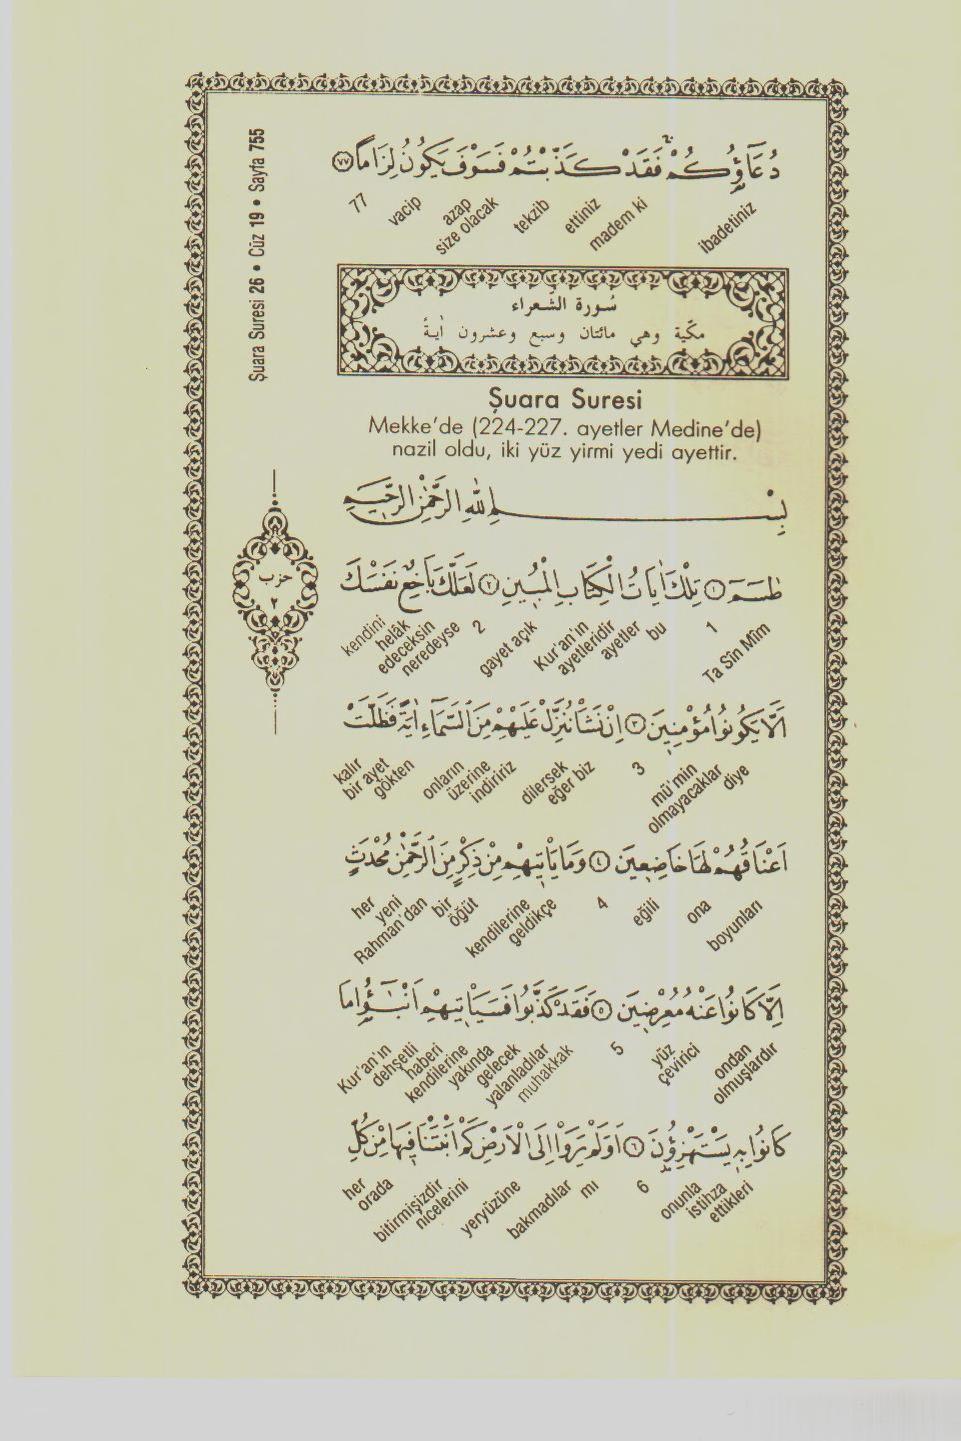 Şuara Suresi 26 • Cüz 19 • Sayfa 755
دُعَاؤُكُمْ فَقَدْ كَذَّبْتُمْ فَسَوْفَ يَكُونُ لِزَامًا ﴿٧٧﴾
ibadetiniz madem ki ettiniz tekzib size olacak azap vacip 77
سُورة الشّعراء
مكّية وهي مائتان وسبع وعشرون اٰيةً
Şuara Suresi
Mekke'de (224-227. ayetler Medine'de)
nazil oldu, iki yüz yirmi yedi ayettir.
بِسْمِ اللّٰهِ الرَّحْمٰنِ الرَّحِيمِ
حزب
٢
طٰسٓمٓ ﴿١﴾ تِلْكَ اٰيَاتُ الْكِتَابِ الْمُبِينِ ﴿٢﴾ لَعَلَّكَ بَاخِعٌ نَفْسَكَ
Ta Sîn Mîm 1 bu ayetler ayetleridir Kur'an'ın gayet açık 2 neredeyse edeceksin helâk kendini
اَلَّا يَكُونُوا مُؤْمِنِينَ ﴿٣﴾ اِنْ نَشَأْ نُنَزِّلْ عَلَيْهِمْ مِنَ السَّمَٓاءِ اٰيَةً فَظَلَّتْ
diye olmayacaklar mü'min 3 eğer biz dilersek indiririz üzerine onların gökten bir ayet kalır
اَعْنَاقُهُمْ لَهَا خَاضِعِينَ ﴿٤﴾ وَمَا يَأْتِيهِمْ مِنْ ذِكْرٍ مِنَ الرَّحْمٰنِ مُحْدَثٍ
boyunları ona eğili 4 geldikçe kendilerine öğüt bir Rahman'dan yeni her
اِلَّا كَانُوا عَنْهُ مُعْرِضِينَ ﴿٥﴾ فَقَدْ كَذَّبُوا فَسَيَأْتِيهِمْ اَنْبٰٓؤُا مَا
olmuşlardır ondan çevirici yüz 5 muhakkak yalanladılar gelecek yakında kendilerine haberi dehşetli Kur'an'ın
كَانُوا بِهِ يَسْتَهْزِؤُنَ ﴿٦﴾ اَوَلَمْ يَرَوْا اِلَى الْاَرْضِ كَمْ اَنْبَتْنَا فِيهَا مِنْ كُلِّ
ettikleri istihza onunla 6 mı bakmadılar yeryüzüne nicelerini bitirmişizdir orada her